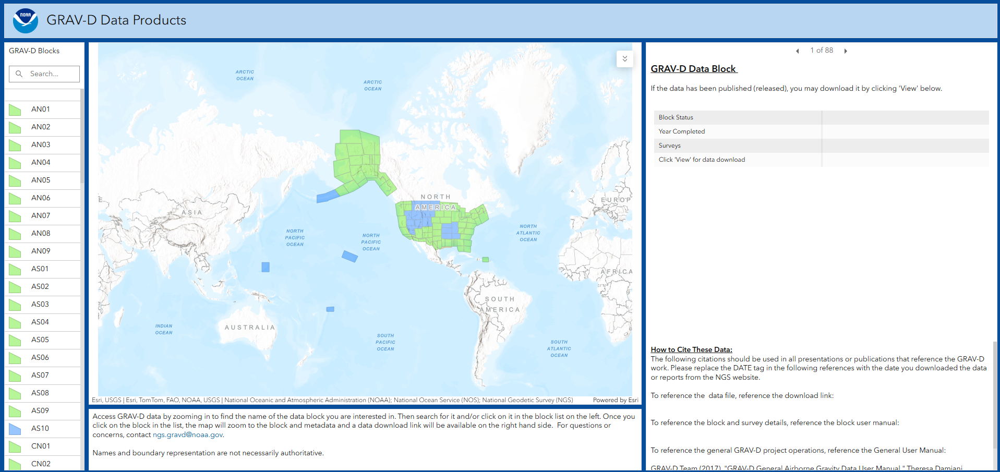 NOAA
GRAV-D Data Products
GRAV-D Blocks
Search...
AN01
AN02
AN03
AN04
AN05
AN06
AN07
AN08
AN09
AS01
AS02
AS03
AS04
AS05
AS06
AS07
AS08
AS09
AS10
CN01
CN02
ARCTIC
OCEAN
ARCTIC
OCEAN
NORTH
AMERICA
E
ASIA
EUROP
NORTH
PACIFIC
OCEAN
NORTH
PACIFIC
OCEAN
NORTH
ATLANTIC
OCEAN
AFRICA
SOUTH
AMERICA
INDIAN
OCEAN
AUSTRALIA
SOUTH
PACIFIC
OCEAN
SOUTH
ATLANTIC
OCEAN
Esri, USGS | Esri, TomTom, FAO, NOAA, USGS | National Oceanic and Atmospheric Administration (NOAA); National Ocean Service (NOS); National Geodetic Survey (NGS)
Powered by Esri
Access GRAV-D data by zooming in to find the name of the data block you are interested in. Then search for it and/or click on it in the block list on the left. Once you
click on the block in the list, the map will zoom to the block and metadata and a data download link will be available on the right hand side.  For questions or
concerns, contact ngs.gravd@noaa.gov.
Names and boundary representation are not necessarily authoritative.
1 of 88
GRAV-D Data Block
If the data has been published (released), you may download it by clicking 'View' below.
Block Status
Year Completed
Surveys
Click 'View' for data download
How to Cite These Data:
The following citations should be used in all presentations or publications that reference the GRAV-D
work. Please replace the DATE tag in the following references with the date you downloaded the data
or reports from the NGS website.
To reference the  data file, reference the download link:
To reference the block and survey details, reference the block user manual:
To reference the general GRAV-D project operations, reference the General User Manual:
GRAV-D Team (2017). "GRAV-D General Airborne Gravity Data User Manual." Theresa Damiani